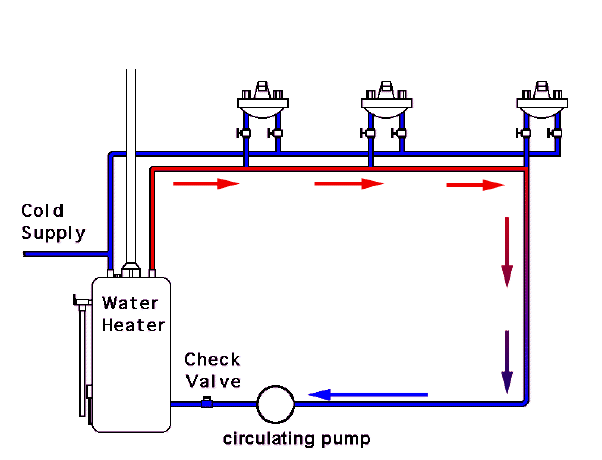 Cold
Supply
Water
Heater
Check
Valve
circulating pump